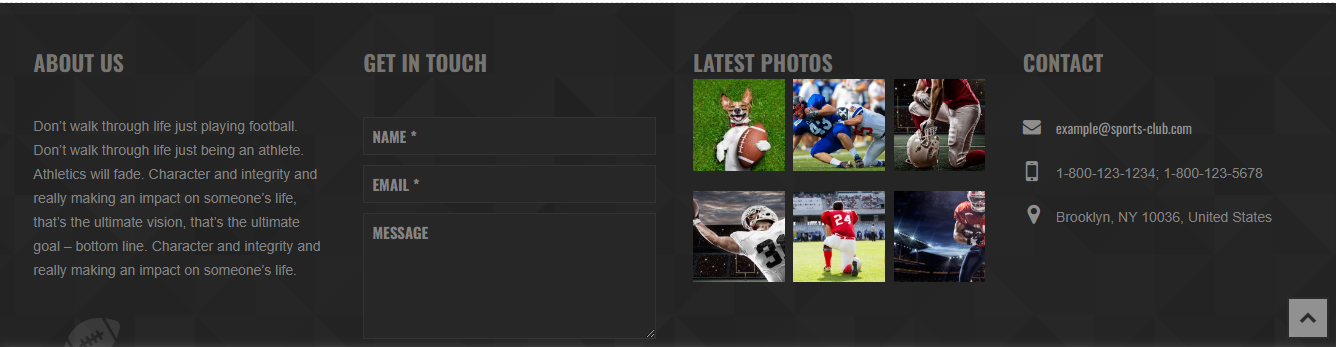 ABOUT US
Don’t walk through life just playing football.
Don’t walk through life just being an athlete.
Athletics will fade. Character and integrity and
really making an impact on someone’s life,
that’s the ultimate vision, that’s the ultimate
goal – bottom line. Character and integrity and
really making an impact on someone’s life.
GET IN TOUCH
NAME *
EMAIL *
MESSAGE
LATEST PHOTOS
43
3
24
CONTACT
example@sports-club.com
1-800-123-1234; 1-800-123-5678
Brooklyn, NY 10036, United States